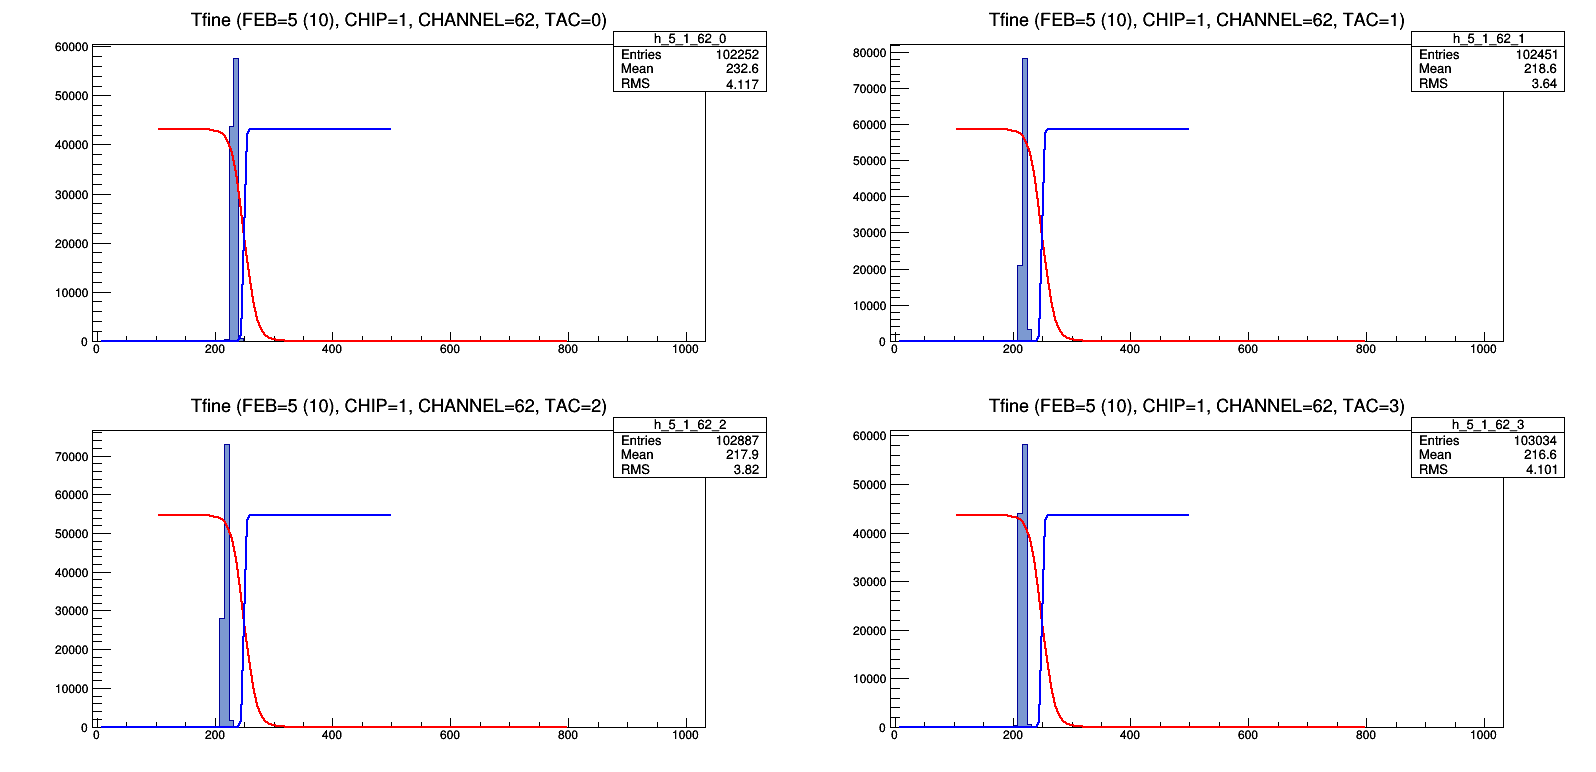 Tfine (FEB=5 (10), CHIP=1, CHANNEL=62, TAC=0)
h_5_1_62_0
Entries 102252
Mean 232.6
RMS 4.117
60000
50000
40000
30000
20000
10000
0
0 200 400 600 800 1000
Tfine (FEB=5 (10), CHIP=1, CHANNEL=62, TAC=1)
h_5_1_62_1
Entries 102451
Mean 218.6
RMS 3.64
80000
70000
60000
50000
40000
30000
20000
10000
0
0 200 400 600 800 1000
Tfine (FEB=5 (10), CHIP=1, CHANNEL=62, TAC=2)
h_5_1_62_2
Entries 102887
Mean 217.9
RMS 3.82
70000
60000
50000
40000
30000
20000
10000
0
0 200 400 600 800 1000
Tfine (FEB=5 (10), CHIP=1, CHANNEL=62, TAC=3)
h_5_1_62_3
Entries 103034
Mean 216.6
RMS 4.101
60000
50000
40000
30000
20000
10000
0
0 200 400 600 800 1000